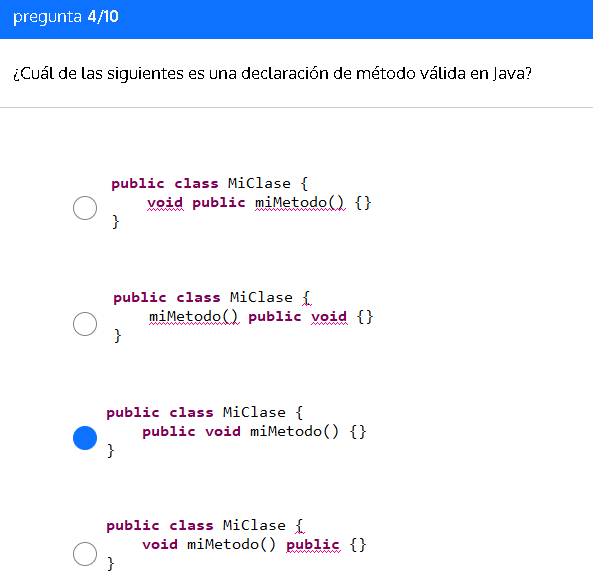 pregunta 4/10
¿Cuál de las siguientes es una declaración de método válida en Java?
public class MiClase {
    void public miMetodo() {}
}
public class MiClase {
    miMetodo() public void {}
}
public class MiClase {
    public void miMetodo() {}
}
public class MiClase {
    void miMetodo() public {}
}